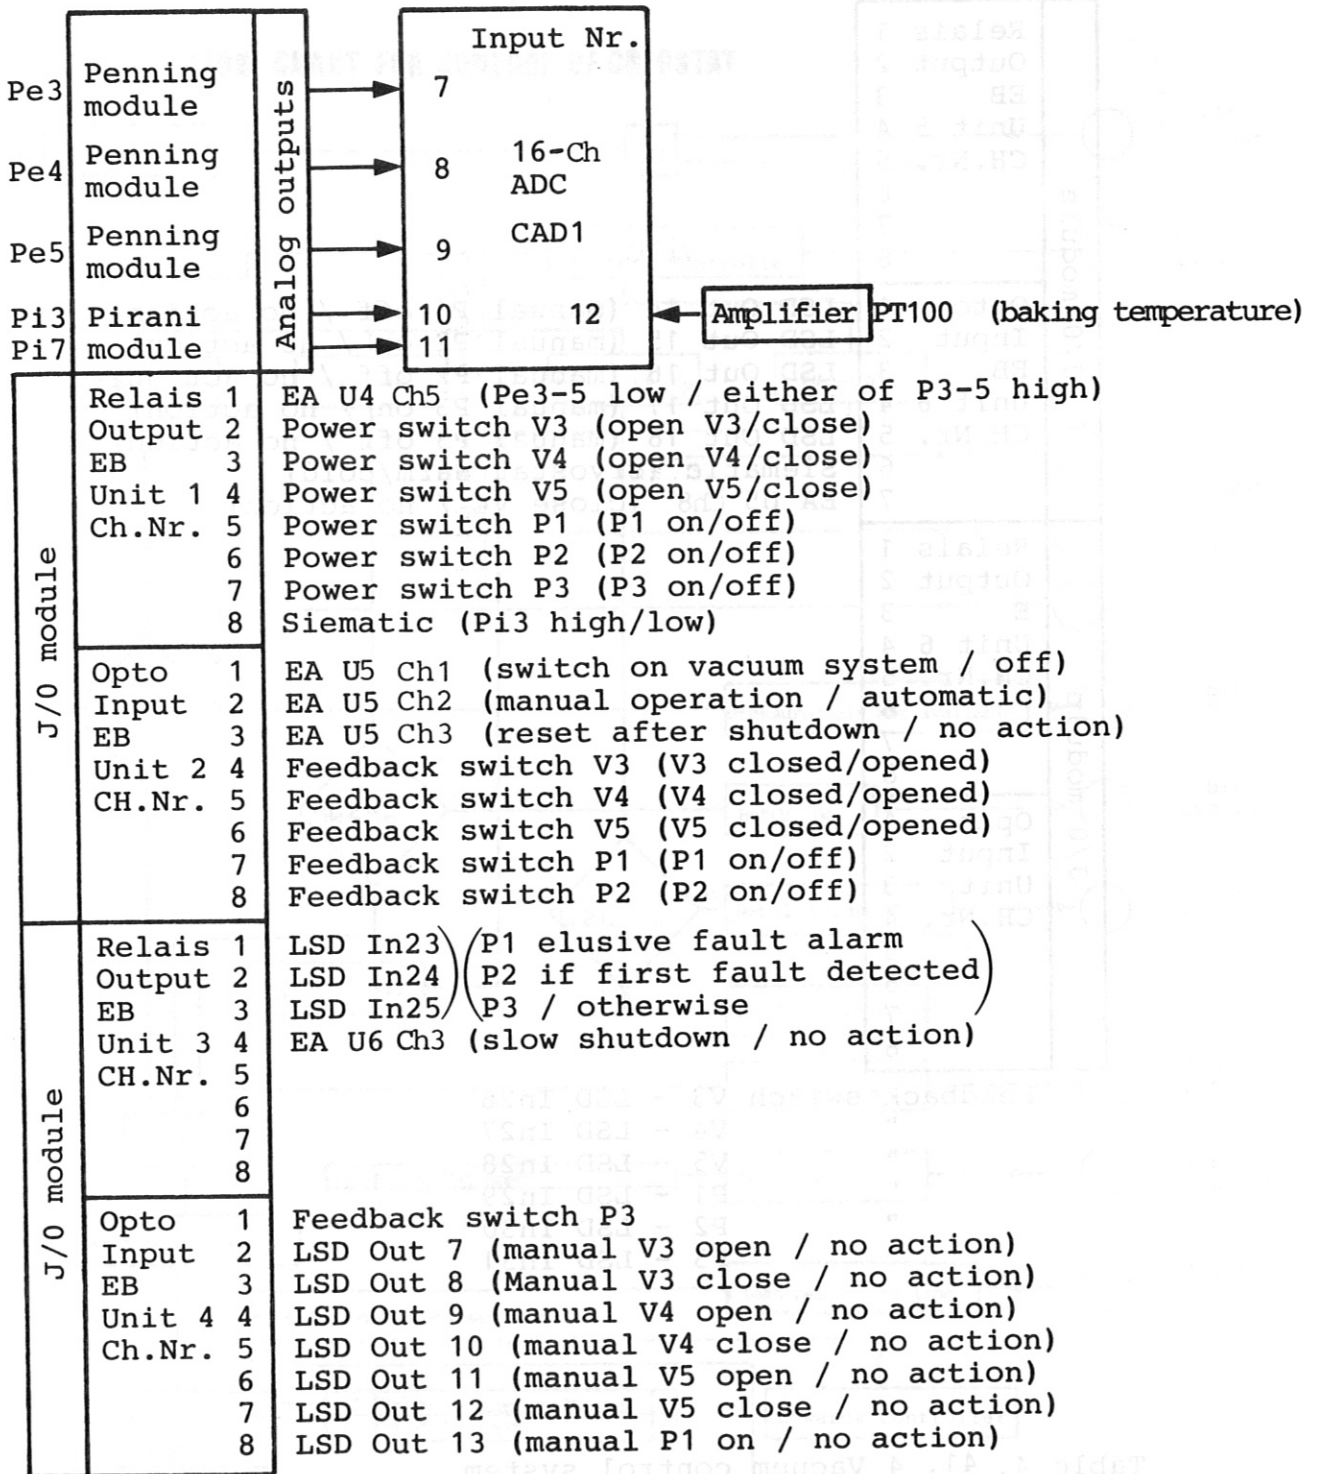 Input Nr.
Pe3 Penning module 7
Pe4 Penning module 8 16-Ch ADC
Pe5 Penning module 9 CAD1
Pi3 Pirani 10 12 Amplifier PT100 (baking temperature)
Pi7 module 11
Analog outputs
J/O module
Relais 1 EA U4 Ch5 (Pe3-5 low / either of P3-5 high)
Output 2 Power switch V3 (open V3/close)
EB 3 Power switch V4 (open V4/close)
Unit 1 4 Power switch V5 (open V5/close)
Ch.Nr. 5 Power switch P1 (P1 on/off)
6 Power switch P2 (P2 on/off)
7 Power switch P3 (P3 on/off)
8 Siematic (Pi3 high/low)
Opto 1 EA U5 Ch1 (switch on vacuum system / off)
Input 2 EA U5 Ch2 (manual operation / automatic)
EB 3 EA U5 Ch3 (reset after shutdown / no action)
Unit 2 4 Feedback switch V3 (V3 closed/opened)
CH.Nr. 5 Feedback switch V4 (V4 closed/opened)
6 Feedback switch V5 (V5 closed/opened)
7 Feedback switch P1 (P1 on/off)
8 Feedback switch P2 (P2 on/off)
J/O module
Relais 1 LSD In23) (P1 elusive fault alarm
Output 2 LSD In24 P2 if first fault detected
EB 3 LSD In25 P3 / otherwise )
Unit 3 4 EA U6 Ch3 (slow shutdown / no action)
CH.Nr. 5
6
7
8
Opto 1 Feedback switch P3
Input 2 LSD Out 7 (manual V3 open / no action)
EB 3 LSD Out 8 (Manual V3 close / no action)
Unit 4 4 LSD Out 9 (manual V4 open / no action)
Ch.Nr. 5 LSD Out 10 (manual V4 close / no action)
6 LSD Out 11 (manual V5 open / no action)
7 LSD Out 12 (manual V5 close / no action)
8 LSD Out 13 (manual P1 on / no action)